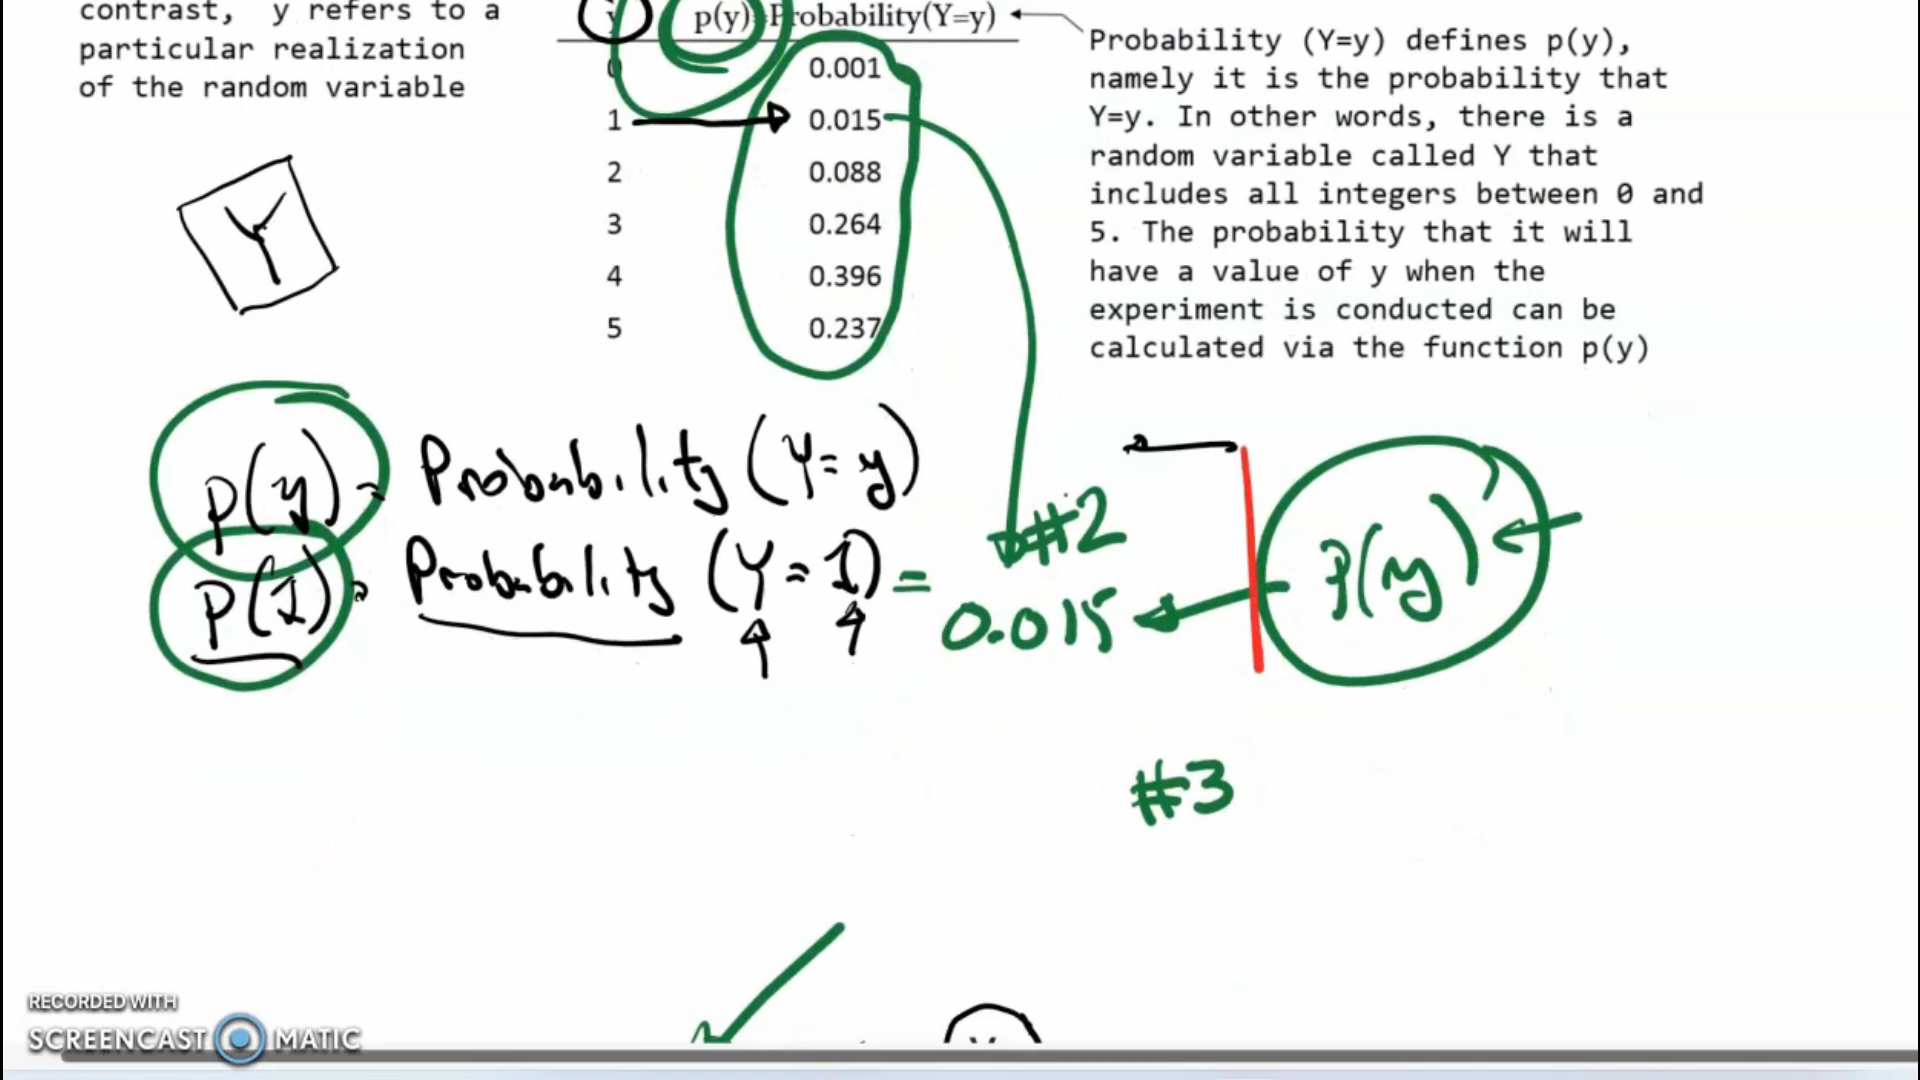 contrast, y refers to a
particular realization
of the random variable
y p(y)=Probability(Y=y)
0 0.001
1 0.015
2 0.088
3 0.264
4 0.396
5 0.237
Probability (Y=y) defines p(y),
namely it is the probability that
Y=y. In other words, there is a
random variable called Y that
includes all integers between 0 and
5. The probability that it will
have a value of y when the
experiment is conducted can be
calculated via the function p(y)
Y
p(y) = Probability (Y=y)
#2
p(1) = Probability (Y=1) = 0.015
p(y)
#3
RECORDED WITH
SCREENCAST MATIC